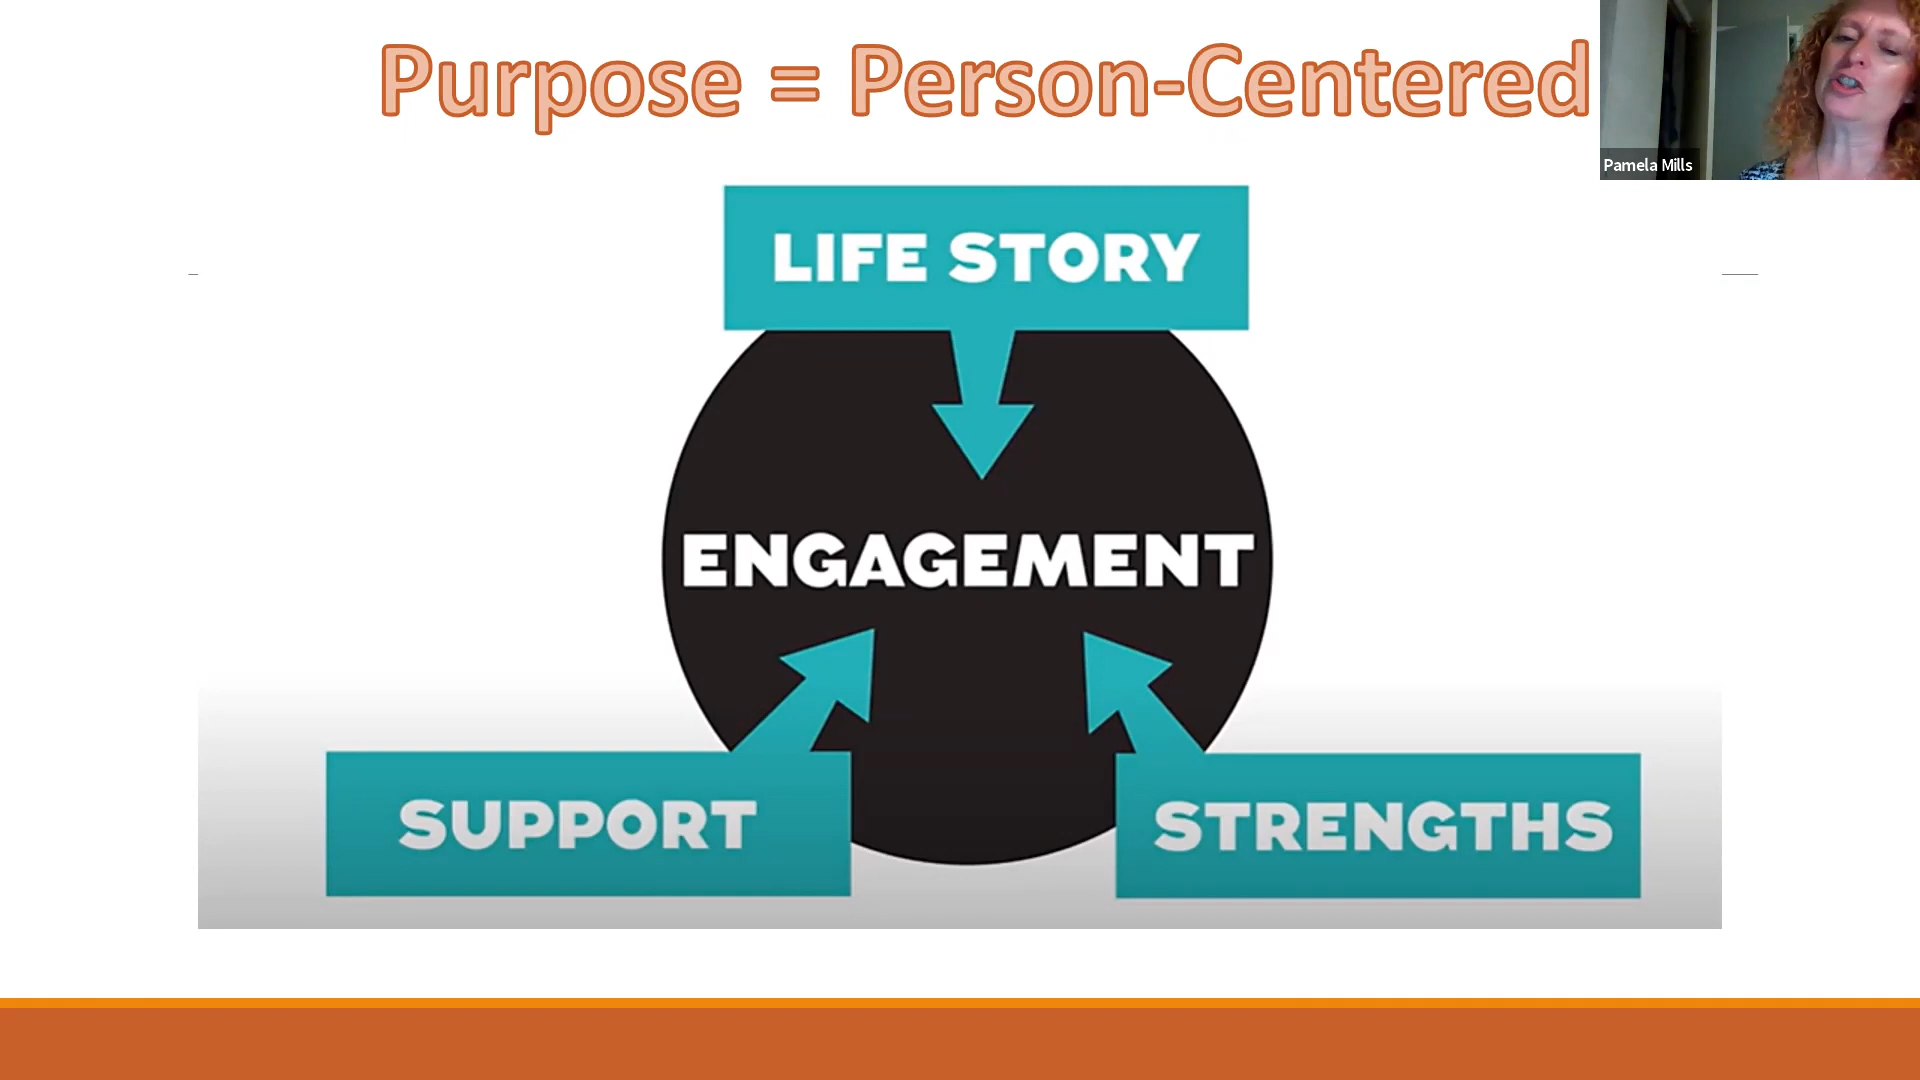 Purpose = Person-Centered
Pamela Mills
LIFE STORY
ENGAGEMENT
SUPPORT
STRENGTHS